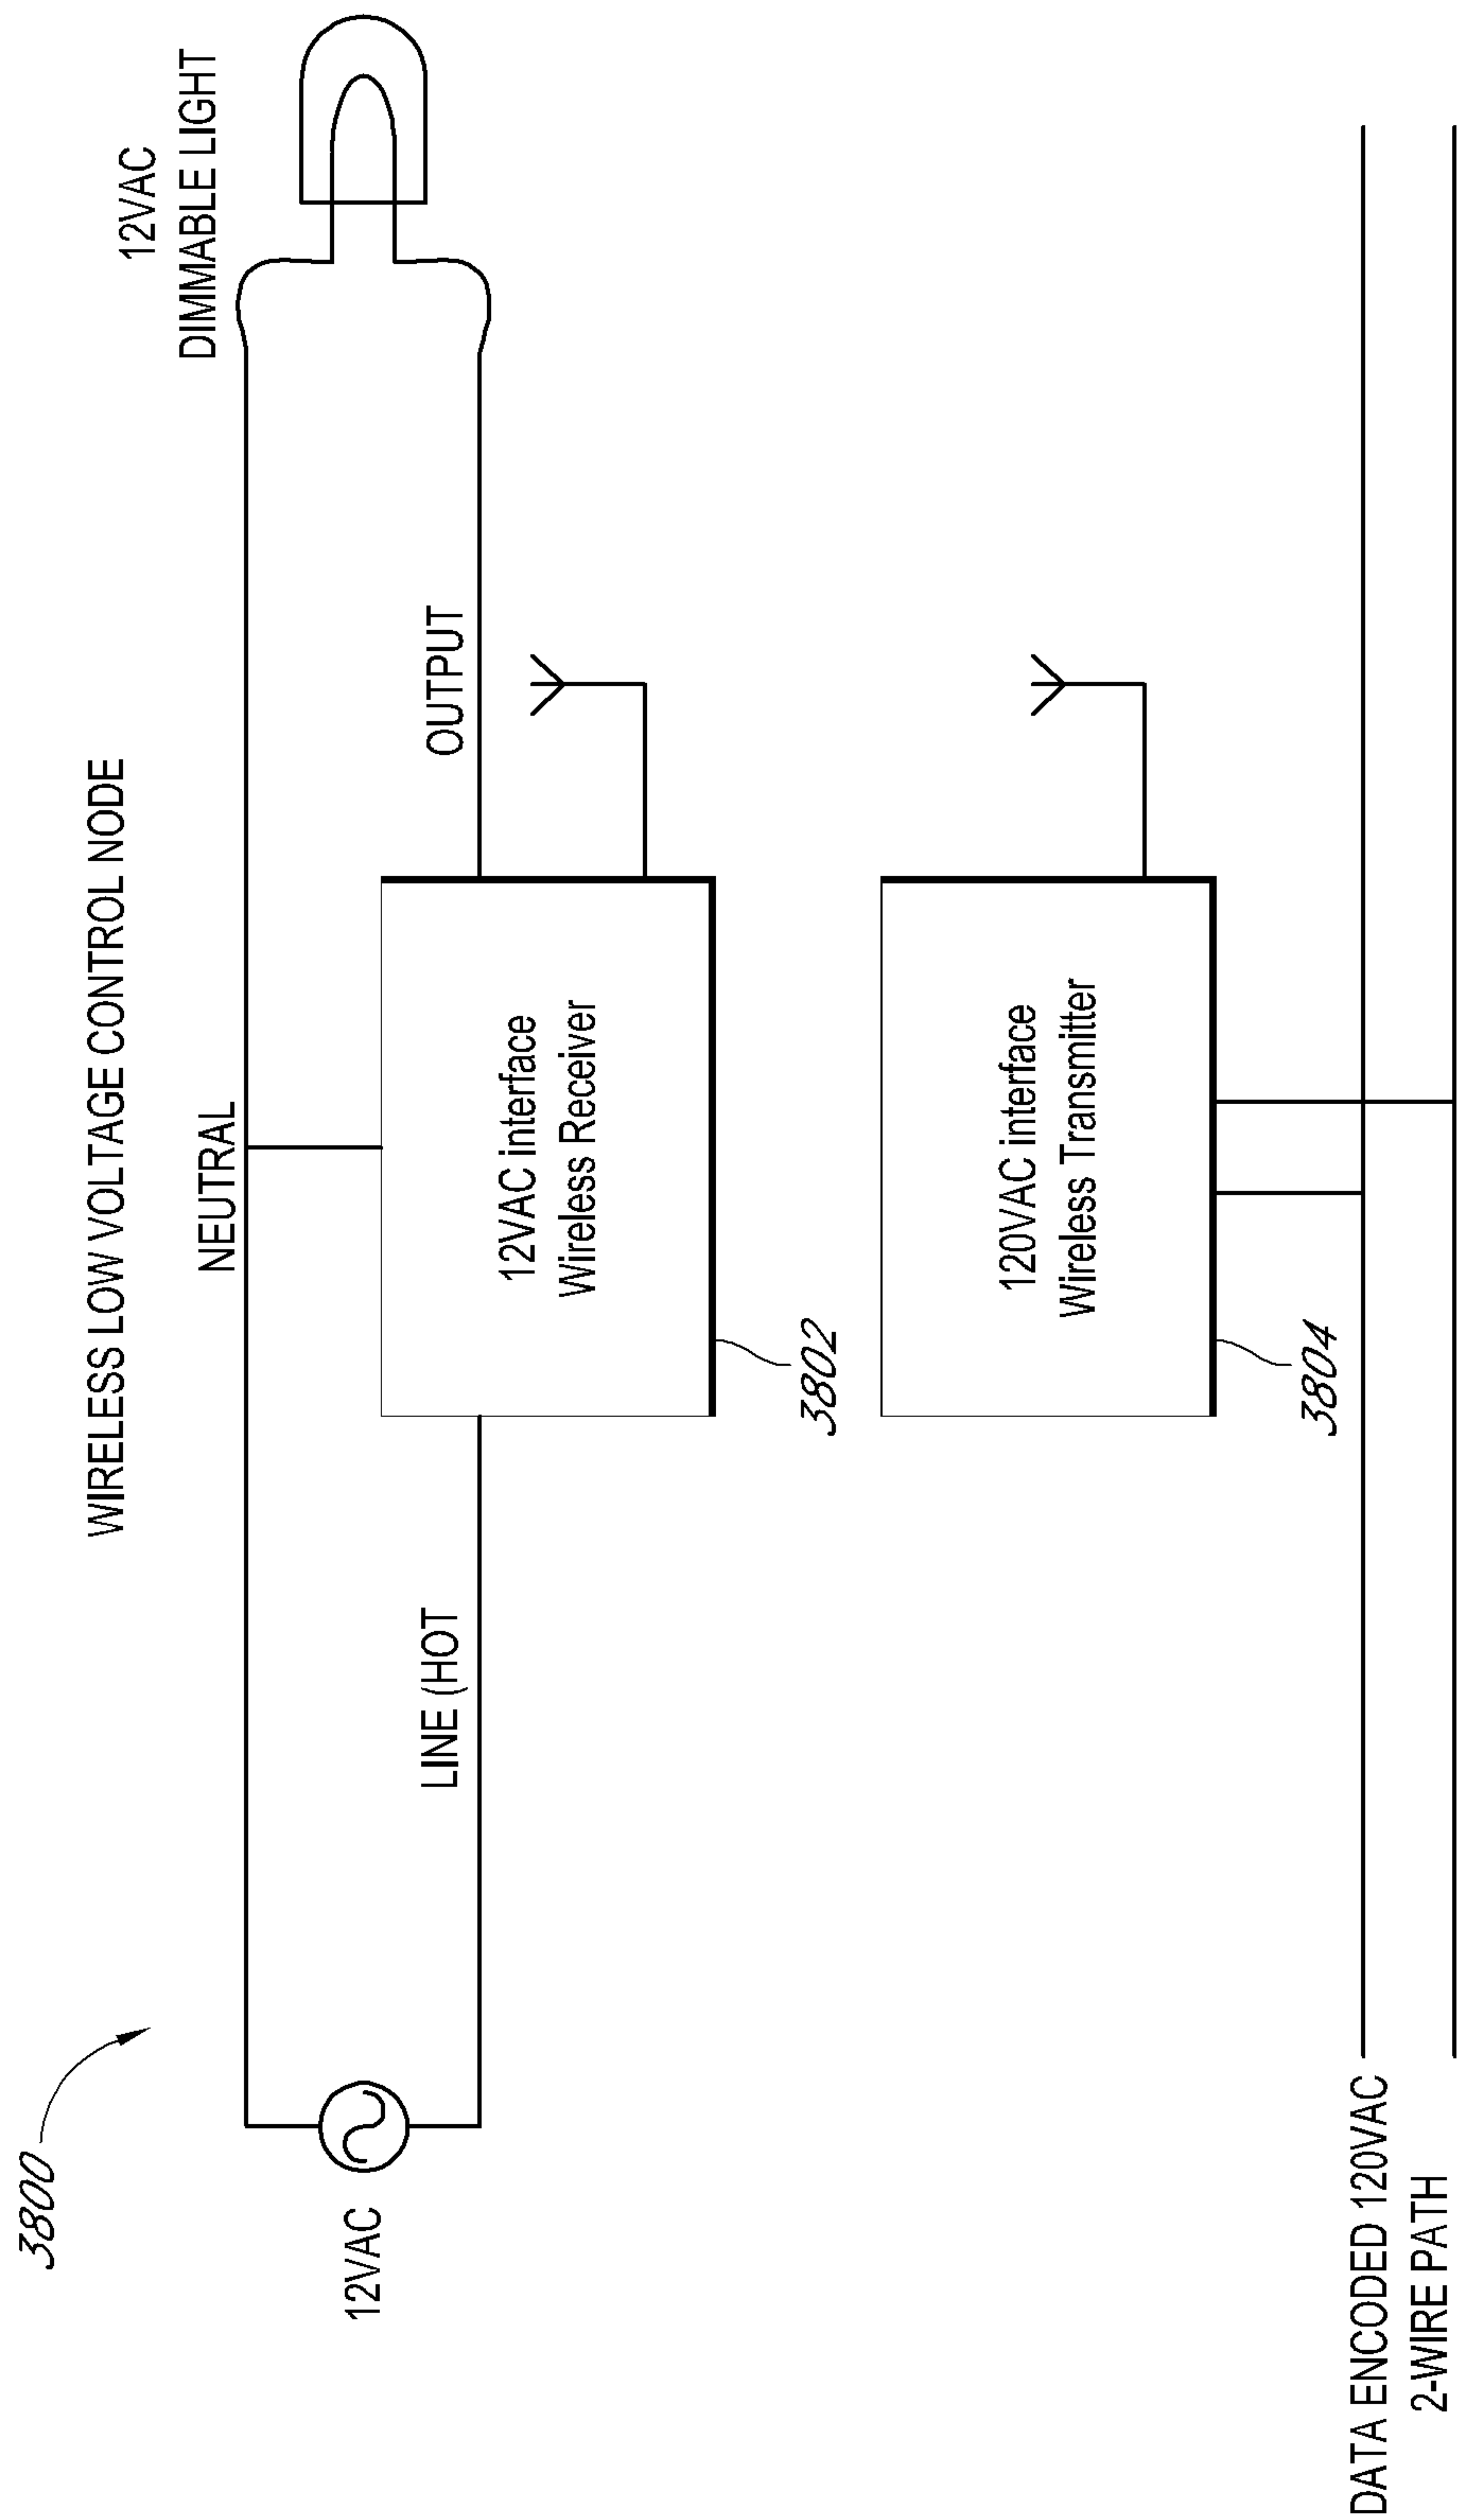 3800
WIRELESS LOW VOLTAGE CONTROL NODE
12VAC
DIMMABLE LIGHT
NEUTRAL
12VAC
LINE (HOT
OUTPUT
12VAC interface
Wireless Receiver
3802
120VAC interface
Wireless Transmitter
3804
DATA ENCODED 120VAC
2-WIRE PATH